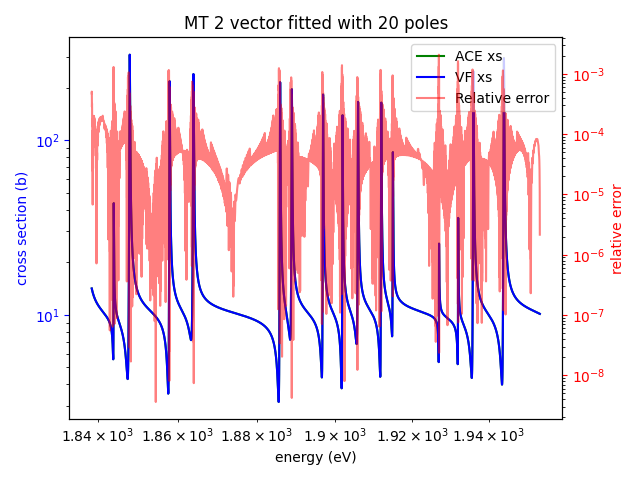 MT 2 vector fitted with 20 poles
ACE xs
VF xs
Relative error
cross section (b)
10²
10¹
relative error
10⁻³
10⁻⁴
10⁻⁵
10⁻⁶
10⁻⁷
10⁻⁸
1.84 × 10³ 1.86 × 10³ 1.88 × 10³ 1.9 × 10³ 1.92 × 10³ 1.94 × 10³
energy (eV)